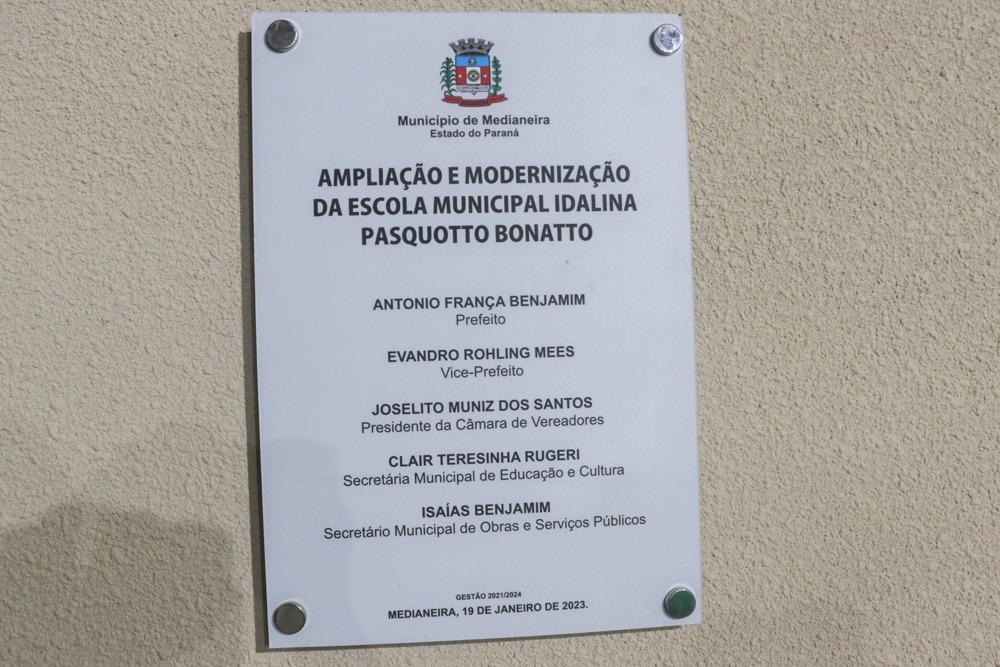 Município de Medianeira
Estado do Paraná
AMPLIAÇÃO E MODERNIZAÇÃO
DA ESCOLA MUNICIPAL IDALINA
PASQUOTTO BONATTO
ANTONIO FRANÇA BENJAMIM
Prefeito
EVANDRO ROHLING MEES
Vice-Prefeito
JOSELITO MUNIZ DOS SANTOS
Presidente da Câmara de Vereadores
CLAIR TERESINHA RUGERI
Secretária Municipal de Educação e Cultura
ISAÍAS BENJAMIM
Secretário Municipal de Obras e Serviços Públicos
GESTÃO 2021/2024
MEDIANEIRA, 19 DE JANEIRO DE 2023.